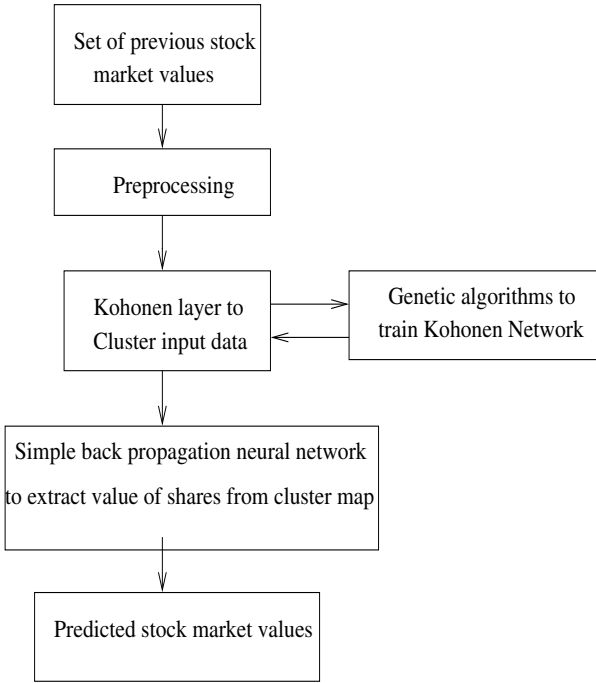 Set of previous stock
market values
Preprocessing
Kohonen layer to
Cluster input data
Genetic algorithms to
train Kohonen Network
Simple back propagation neural network
to extract value of shares from cluster map
Predicted stock market values